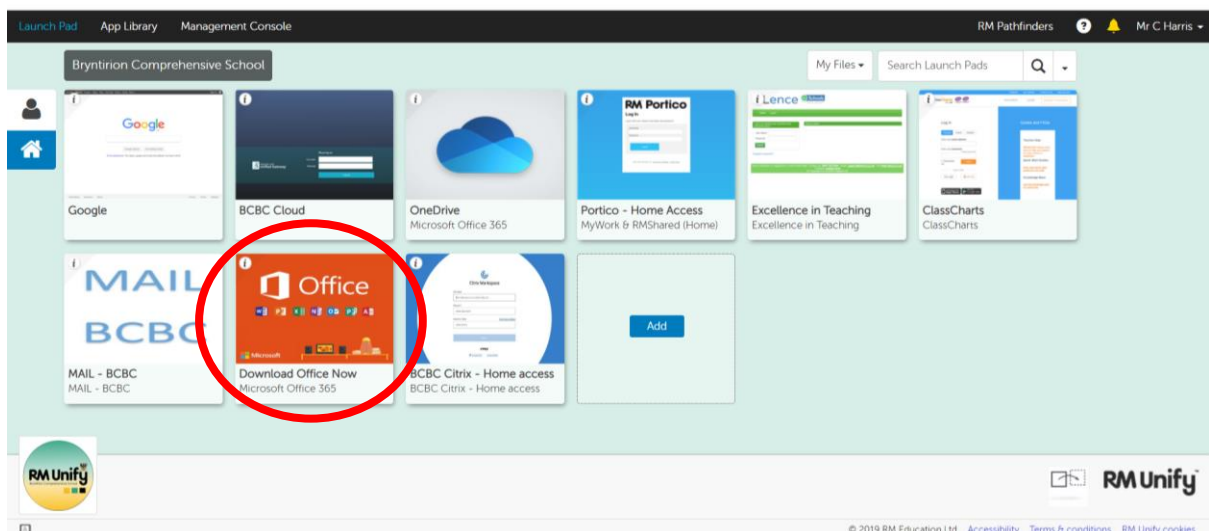 Launch Pad App Library Management Console RM Pathfinders ? Mr C Harris
Bryntirion Comprehensive School My Files Search Launch Pads
Google
RM Portico
Log In
Lence
Google
BCBC Cloud
OneDrive
Microsoft Office 365
Portico - Home Access
MyWork & RMShared (Home)
Excellence in Teaching
Excellence in Teaching
ClassCharts
ClassCharts
MAIL
BCBC
Office
Microsoft
Citrix Workspace
Add
MAIL - BCBC
MAIL - BCBC
Download Office Now
Microsoft Office 365
BCBC Citrix - Home access
BCBC Citrix - Home access
RM Unify
RM Unify
© 2019 RM Education Ltd Accessibility Terms & conditions RM Unify cookies